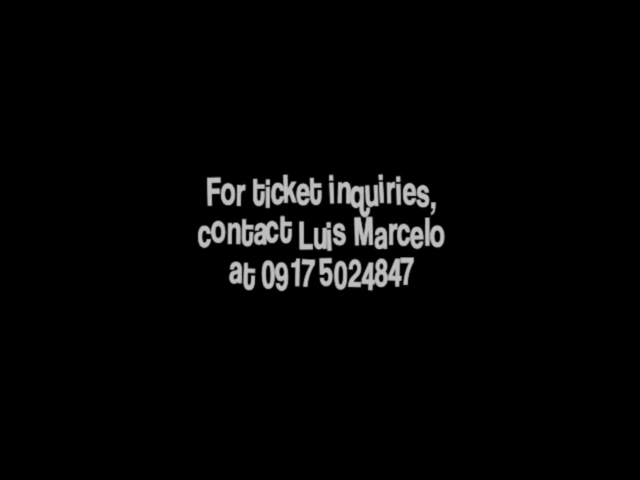 For ticket inquiries,
contact Luis Marcelo
at 0917 5024847